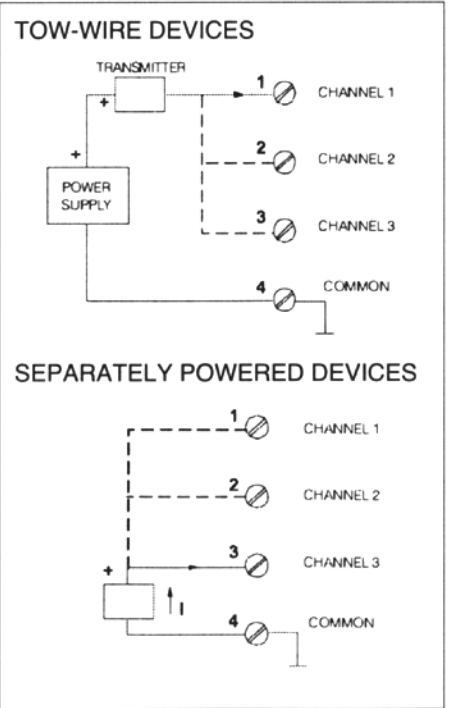 TOW-WIRE DEVICES
TRANSMITTER
+
1 CHANNEL 1
+
2 CHANNEL 2
POWER
SUPPLY
3 CHANNEL 3
4 COMMON
SEPARATELY POWERED DEVICES
1 CHANNEL 1
2 CHANNEL 2
3 CHANNEL 3
+
I
4 COMMON